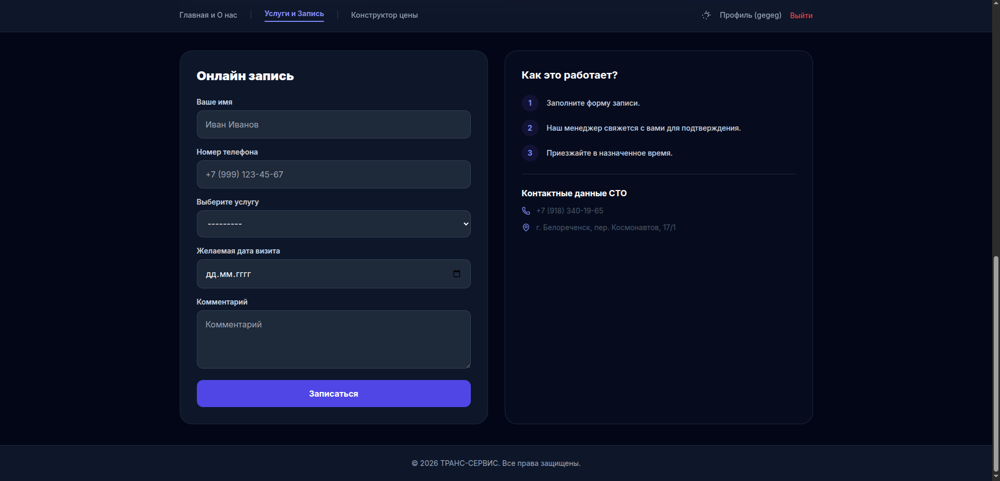 Главная и О нас
Услуги и Запись
Конструктор цены
Профиль (gegeg)
Выйти
Онлайн запись
Ваше имя
Иван Иванов
Номер телефона
+7 (999) 123-45-67
Выберите услугу
---------
Желаемая дата визита
дд.мм.гггг
Комментарий
Комментарий
Записаться
Как это работает?
1 Заполните форму записи.
2 Наш менеджер свяжется с вами для подтверждения.
3 Приезжайте в назначенное время.
Контактные данные СТО
+7 (918) 340-19-65
г. Белореченск, пер. Космонавтов, 17/1
© 2026 ТРАНС-СЕРВИС. Все права защищены.